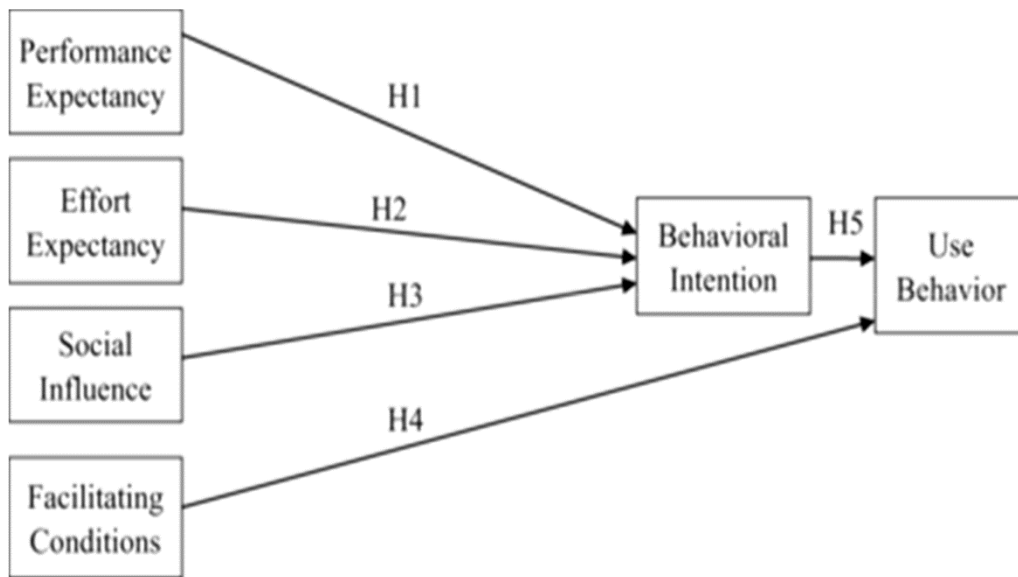 Performance
Expectancy
H1
Effort
Expectancy
H2
Behavioral
Intention
H5
Use
Behavior
H3
Social
Influence
H4
Facilitating
Conditions